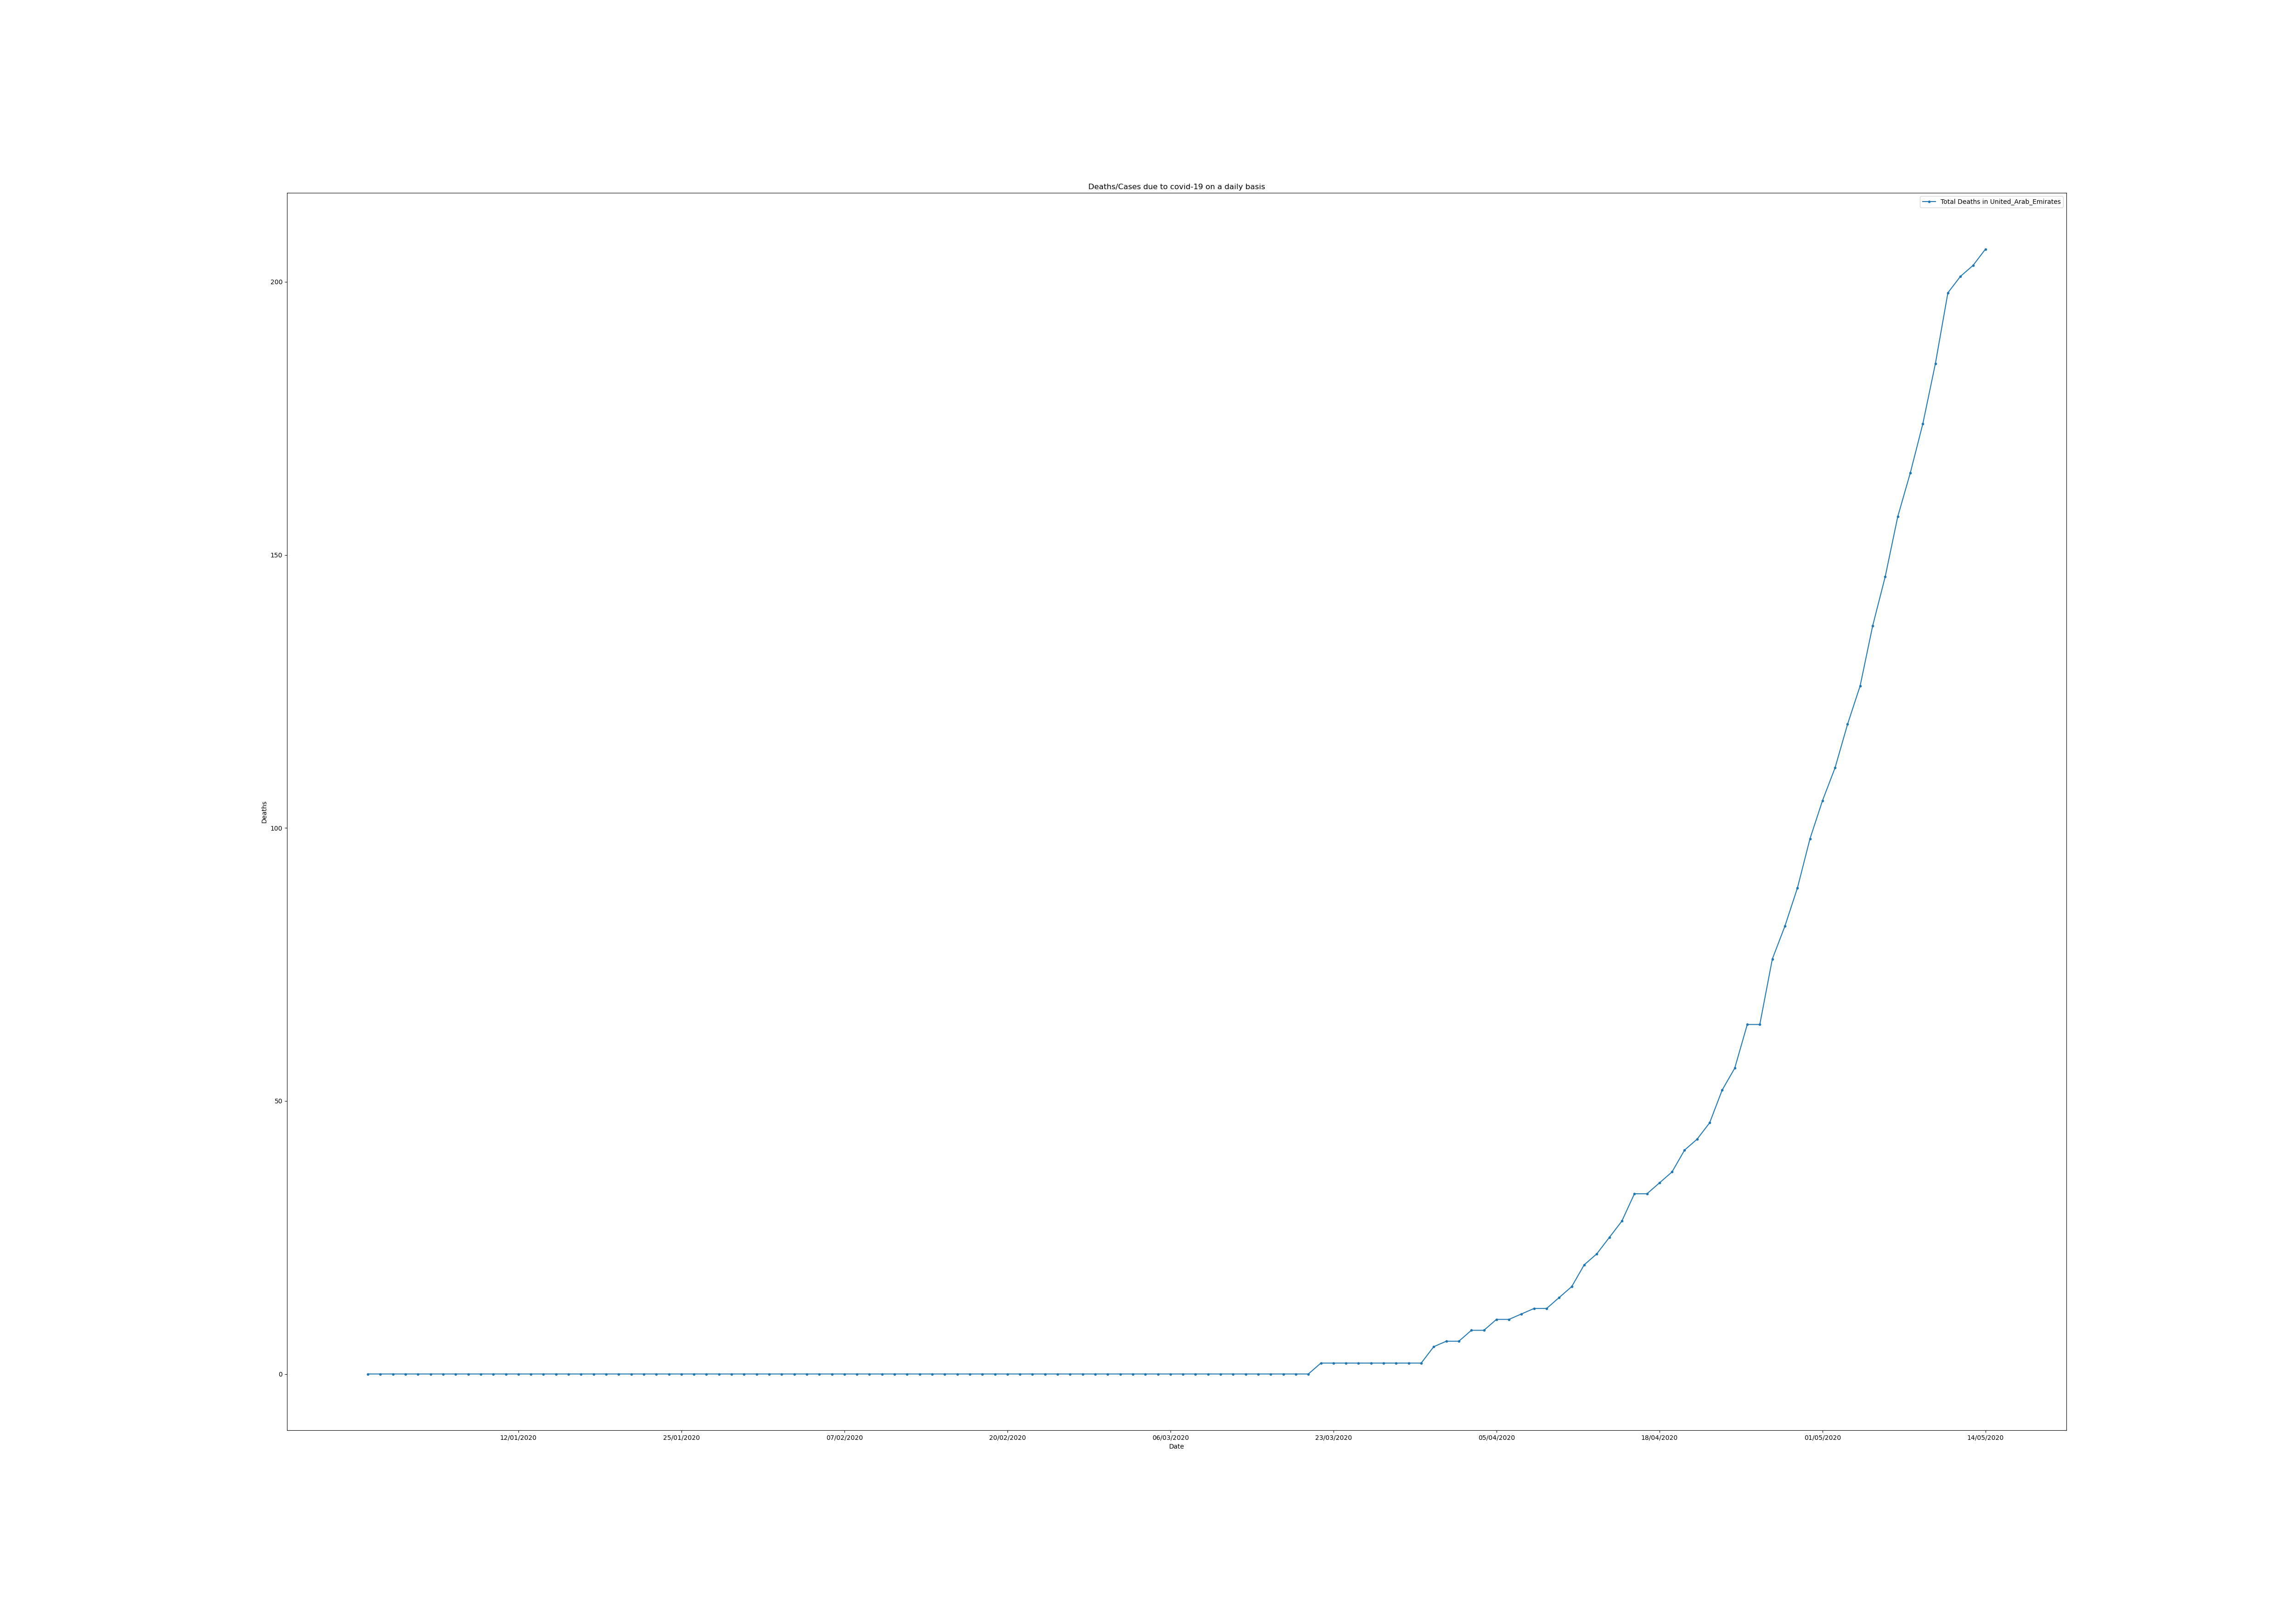 Deaths/Cases due to covid-19 on a daily basis
Total Deaths in United_Arab_Emirates
200
150
100
50
0
Deaths
12/01/2020 25/01/2020 07/02/2020 20/02/2020 06/03/2020 23/03/2020 05/04/2020 18/04/2020 01/05/2020 14/05/2020
Date